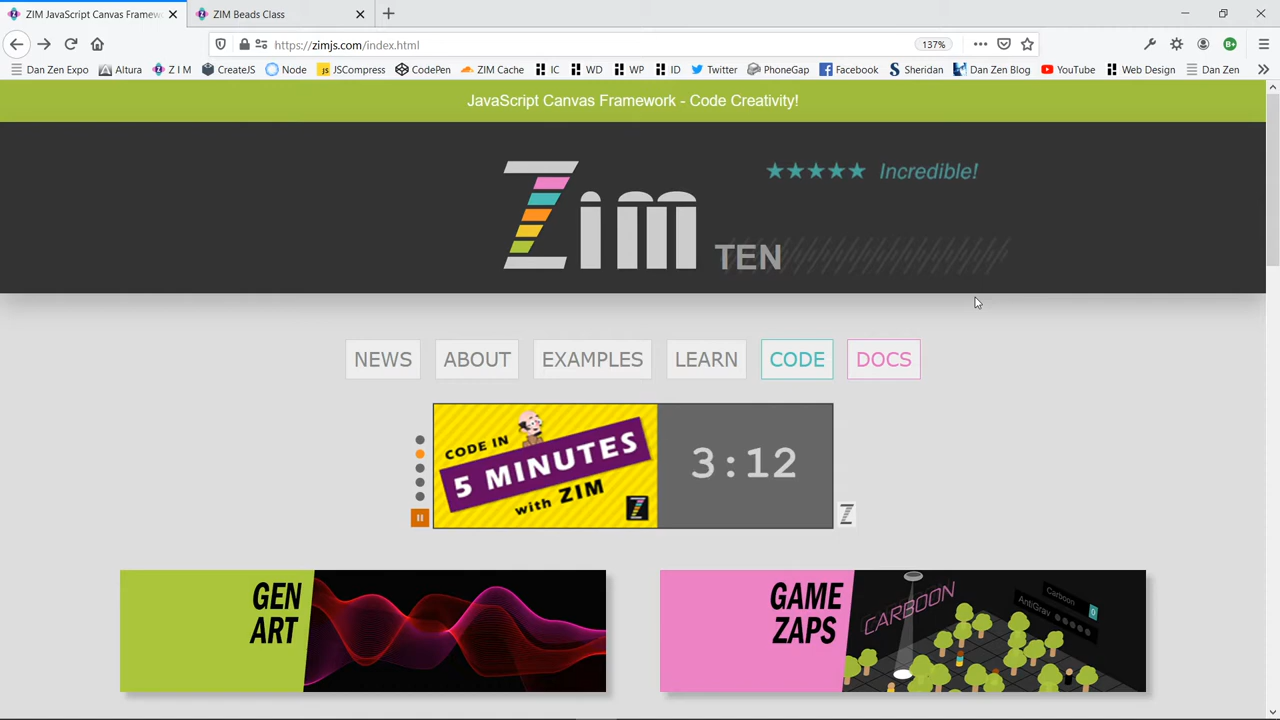 ZIM JavaScript Canvas Framew
ZIM Beads Class
https://zimjs.com/index.html
137%
Dan Zen Expo
Altura
Z I M
CreateJS
Node
JSCompress
CodePen
ZIM Cache
IC
WD
WP
ID
Twitter
PhoneGap
Facebook
Sheridan
Dan Zen Blog
YouTube
Web Design
Dan Zen
JavaScript Canvas Framework - Code Creativity!
★★★★★ Incredible!
Zim
TEN
NEWS
ABOUT
EXAMPLES
LEARN
CODE
DOCS
CODE IN
5 MINUTES
with ZIM
3:12
GEN
ART
GAME
ZAPS
CARBOON
Carboon
0
AntiGrav